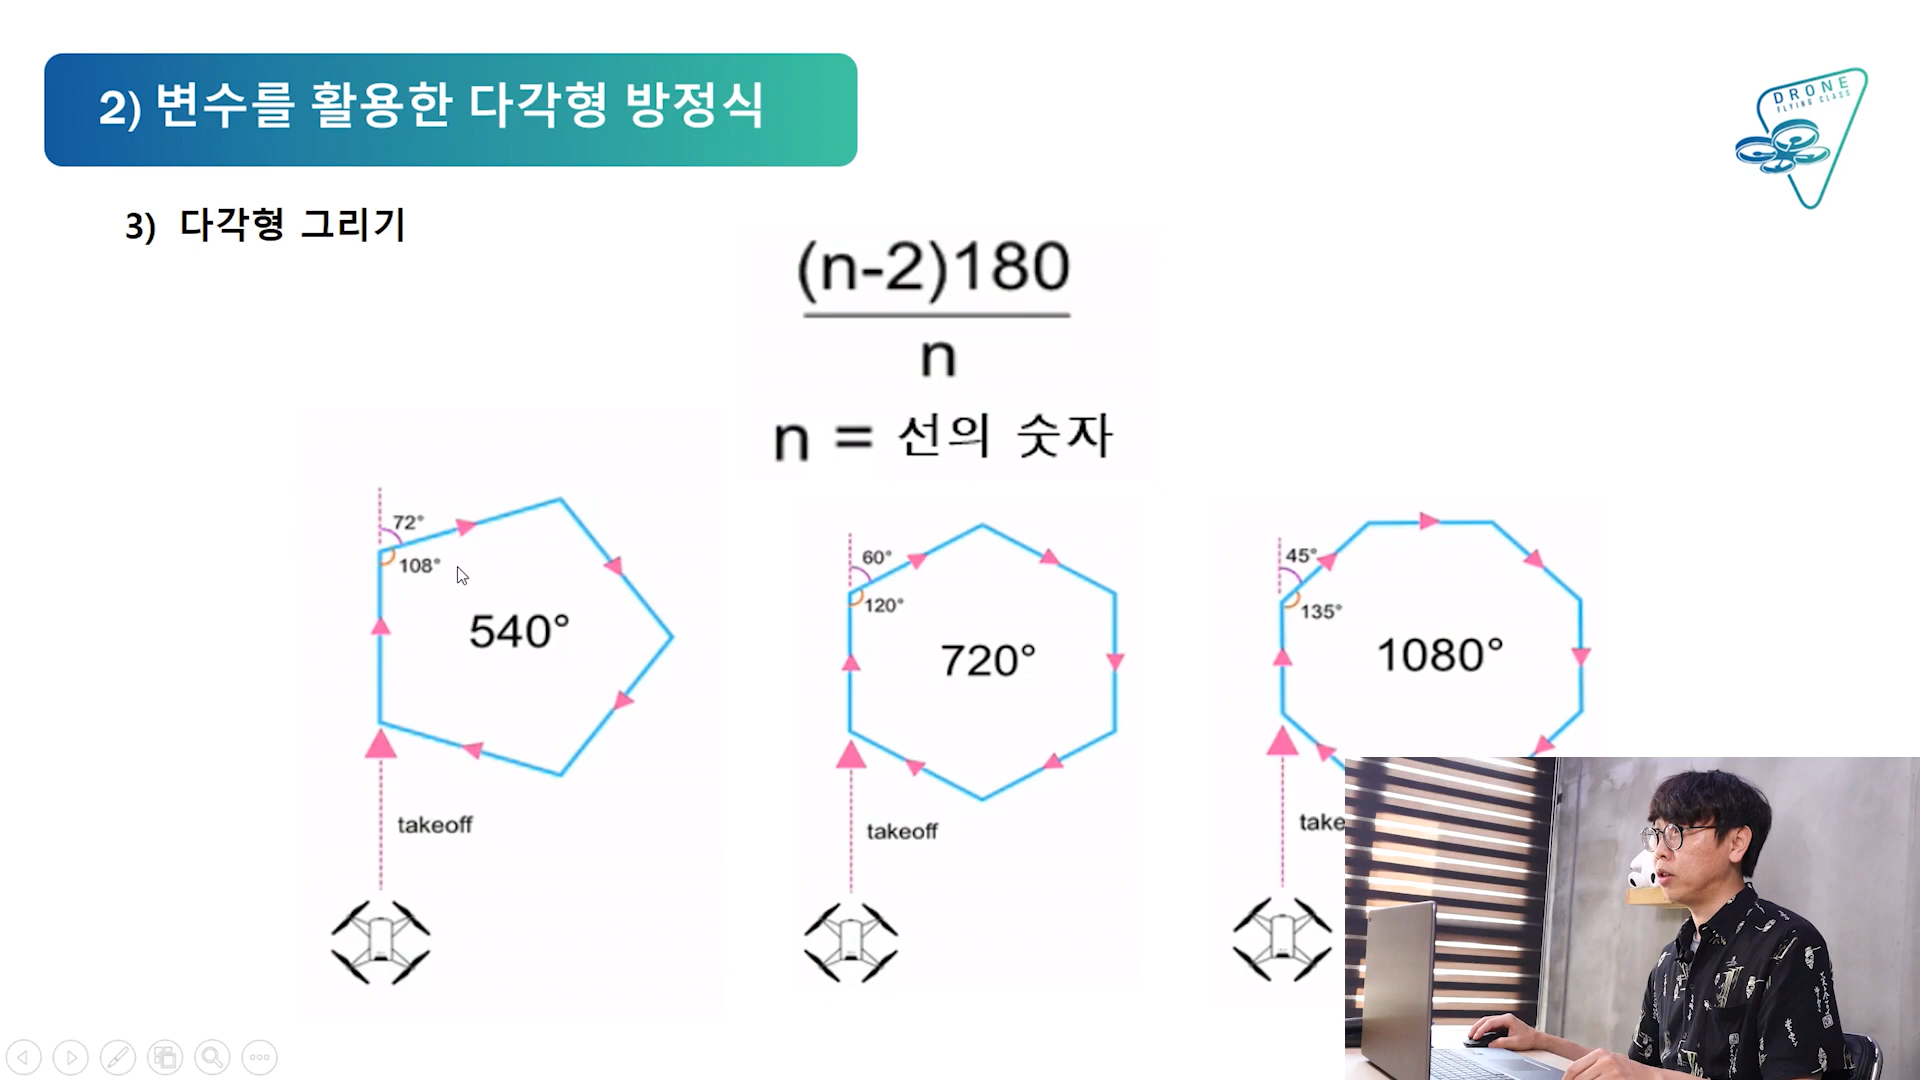 2) 변수를 활용한 다각형 방정식
DRONE
FLYING CLASS
3) 다각형 그리기
(n-2)180
n
n = 선의 숫자
72°
108°
540°
takeoff
60°
120°
720°
takeoff
45°
135°
1080°
take